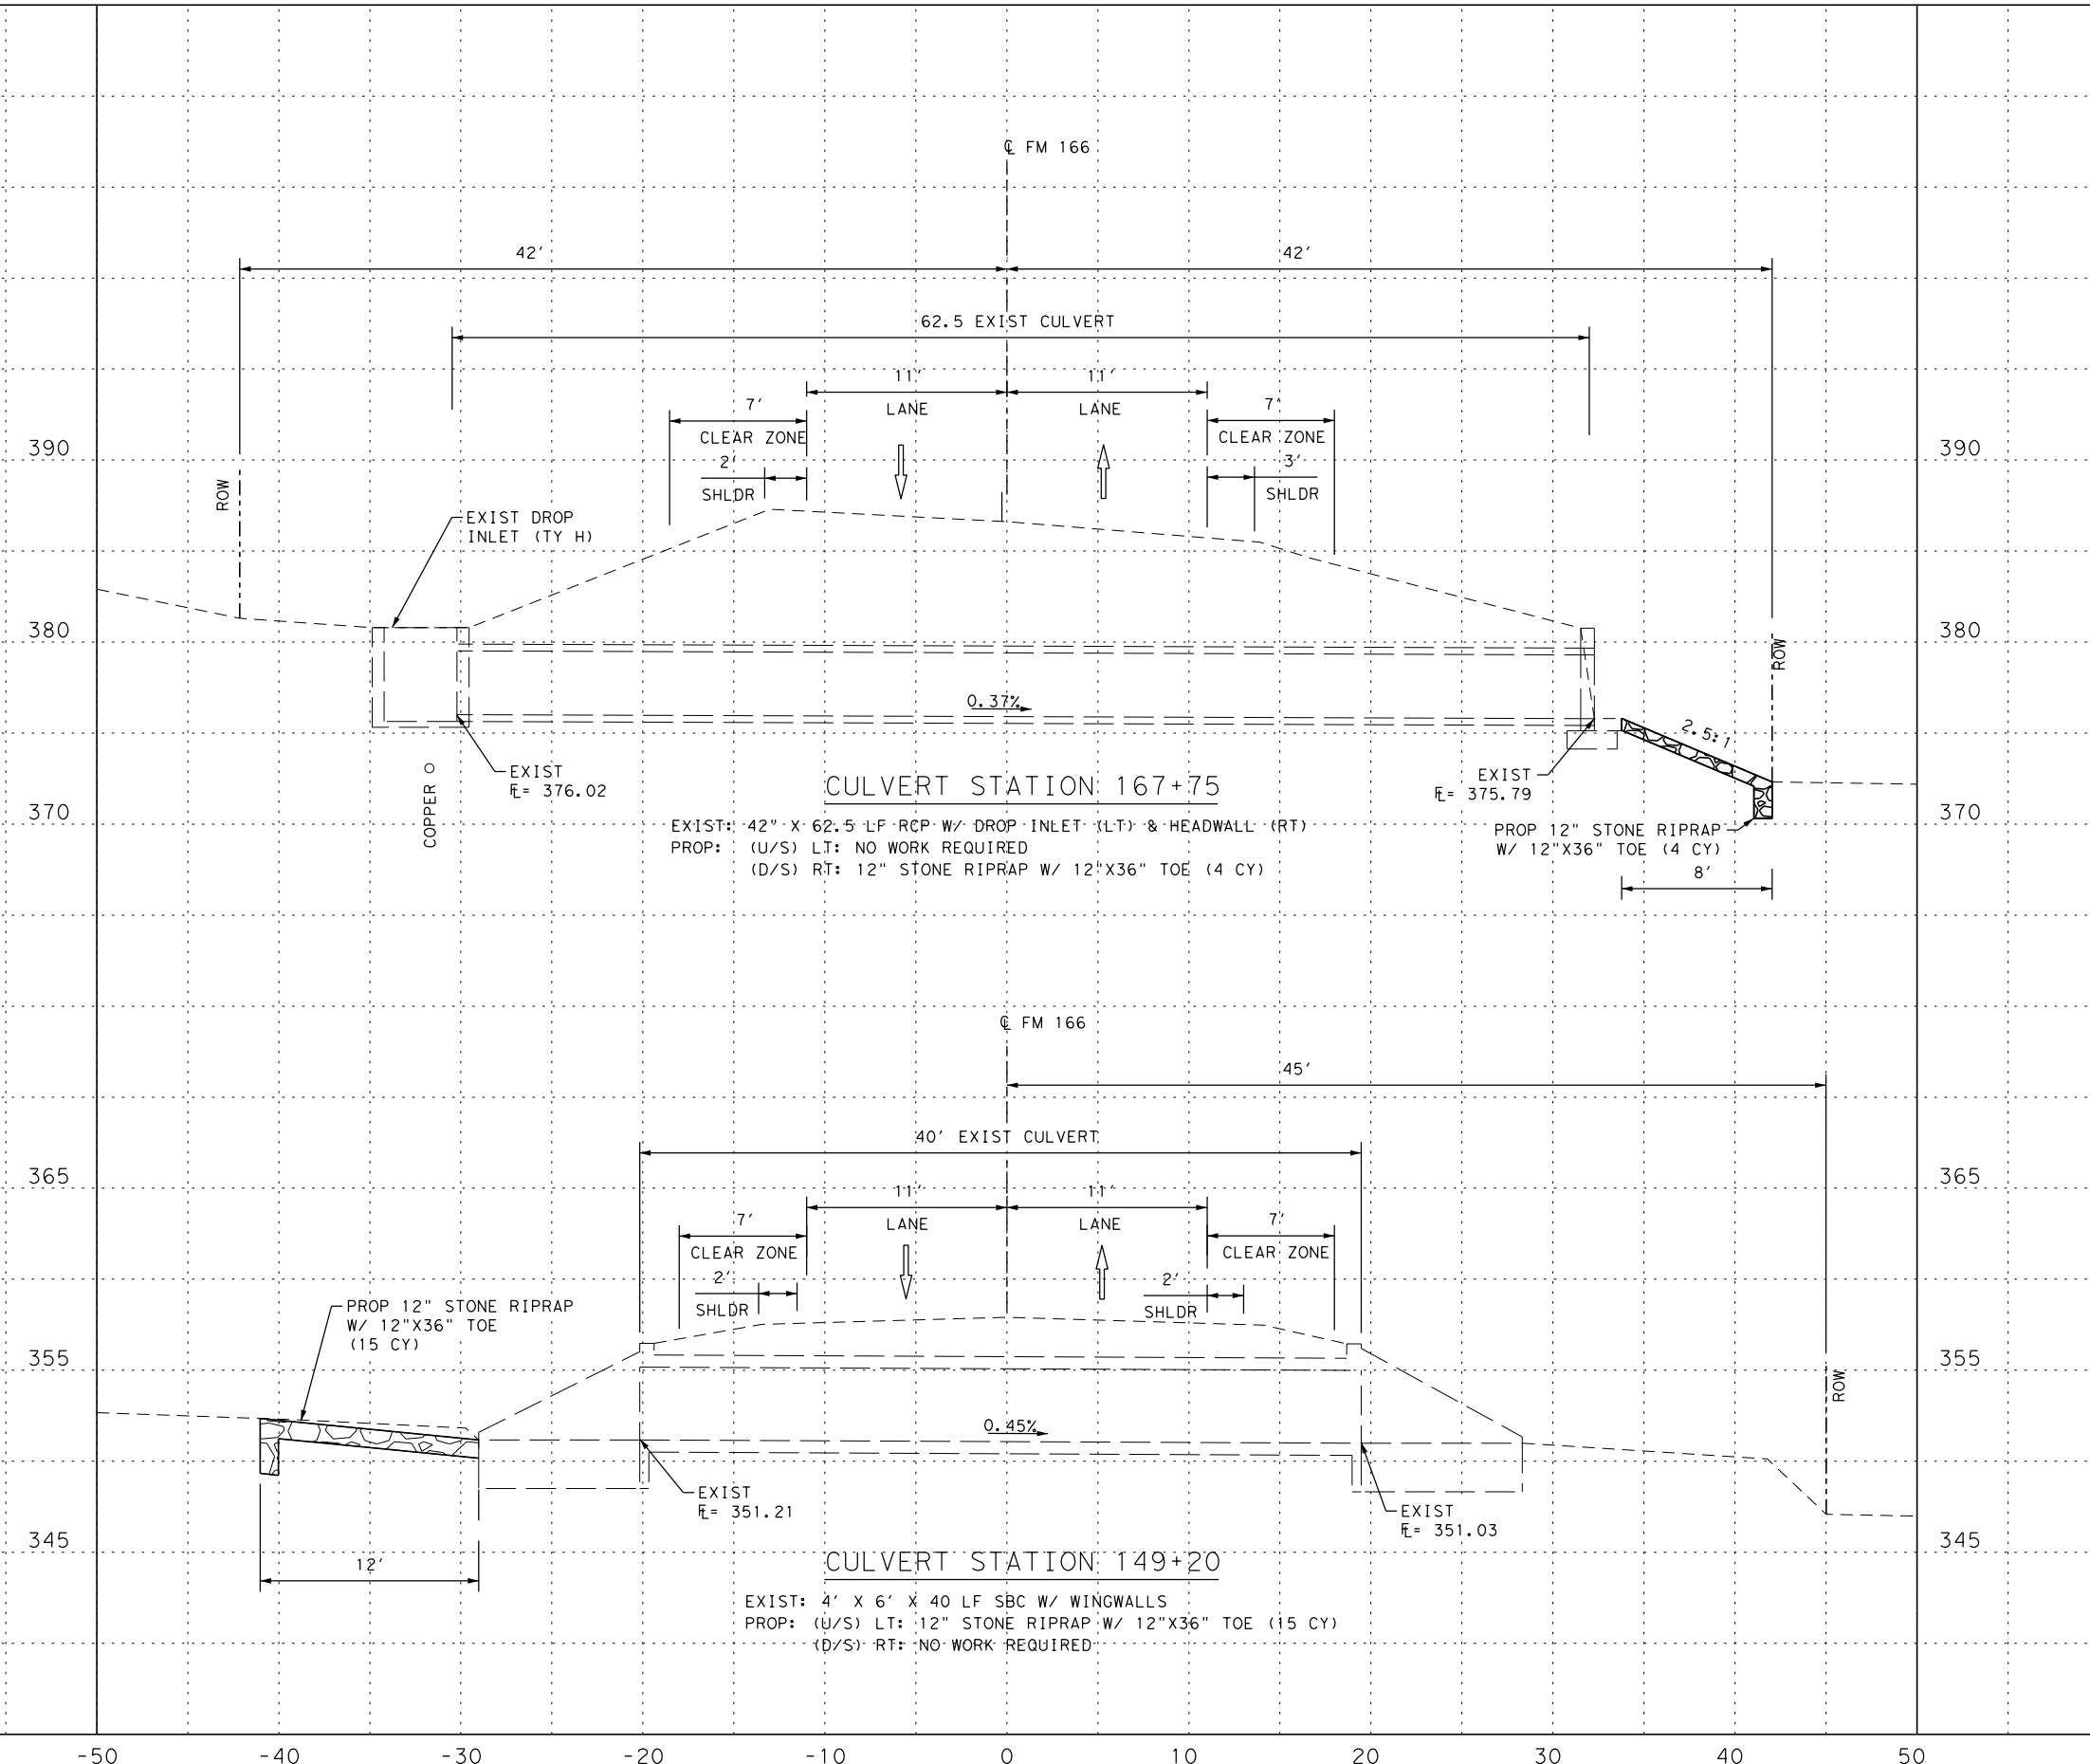 ℄ FM 166
42' 42'
62.5 EXIST CULVERT
11' 11'
LANE LANE
7' 7'
CLEAR ZONE CLEAR ZONE
2' 3'
SHLDR SHLDR
390 390
ROW
EXIST DROP
INLET (TY H)
380 380
ROW
0.37%
2.5:1
COPPER
EXIST
FL= 376.02
EXIST
FL= 375.79
370 370
CULVERT STATION 167+75
EXIST: 42" X 62.5 LF RCP W/ DROP INLET (LT) & HEADWALL (RT)
PROP: (U/S) LT: NO WORK REQUIRED
(D/S) RT: 12" STONE RIPRAP W/ 12"X36" TOE (4 CY)
PROP 12" STONE RIPRAP
W/ 12"X36" TOE (4 CY)
8'
℄ FM 166
45'
40' EXIST CULVERT
365 365
11' 11'
LANE LANE
7' 7'
CLEAR ZONE CLEAR ZONE
2' 2'
SHLDR SHLDR
PROP 12" STONE RIPRAP
W/ 12"X36" TOE
(15 CY)
355 355
ROW
0.45%
EXIST
FL= 351.21
EXIST
FL= 351.03
345 345
12'
CULVERT STATION 149+20
EXIST: 4' X 6' X 40 LF SBC W/ WINGWALLS
PROP: (U/S) LT: 12" STONE RIPRAP W/ 12"X36" TOE (15 CY)
(D/S) RT: NO WORK REQUIRED
-50 -40 -30 -20 -10 0 10 20 30 40 50